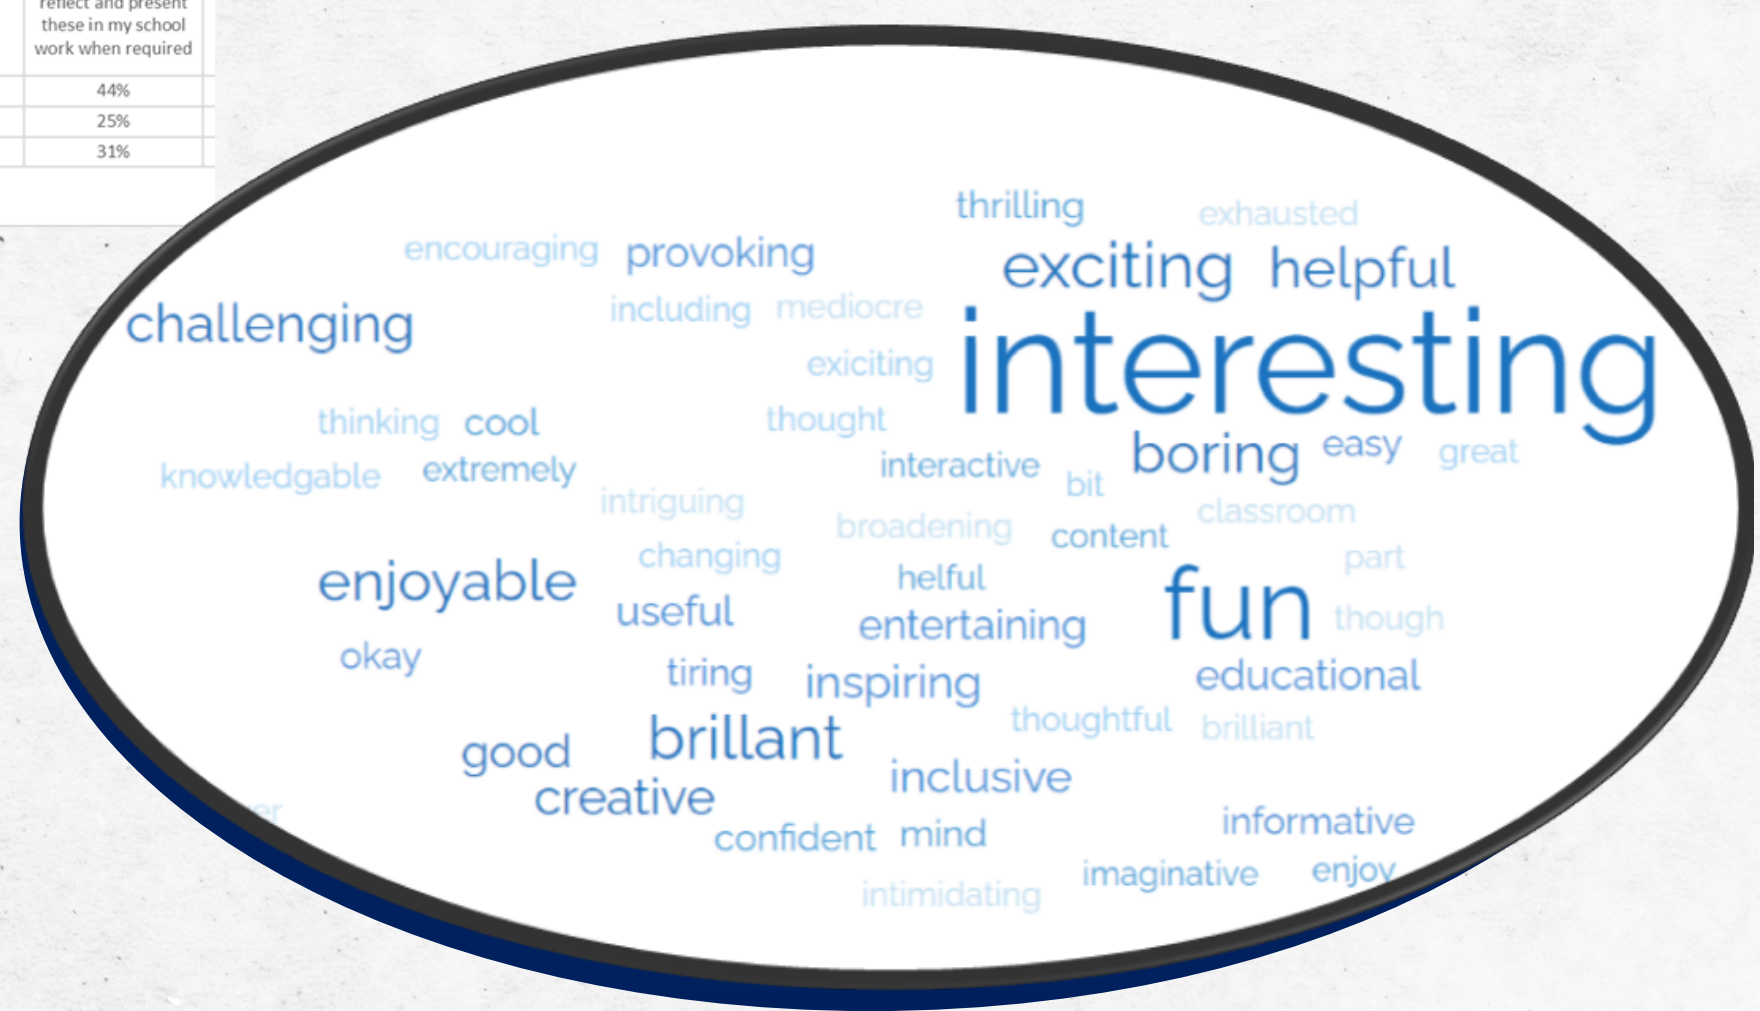 reflect and present
these in my school
work when required
44%
25%
31%
thrilling
exhausted
encouraging
provoking
exciting
helpful
challenging
including
mediocre
interesting
exiciting
thinking
cool
thought
boring
easy
great
knowledgable
extremely
interactive
bit
intriguing
broadening
content
classroom
changing
part
enjoyable
helful
fun
useful
entertaining
though
okay
tiring
inspiring
educational
thoughtful
brilliant
good
brillant
inclusive
creative
informative
confident
mind
imaginative
enjoy
intimidating